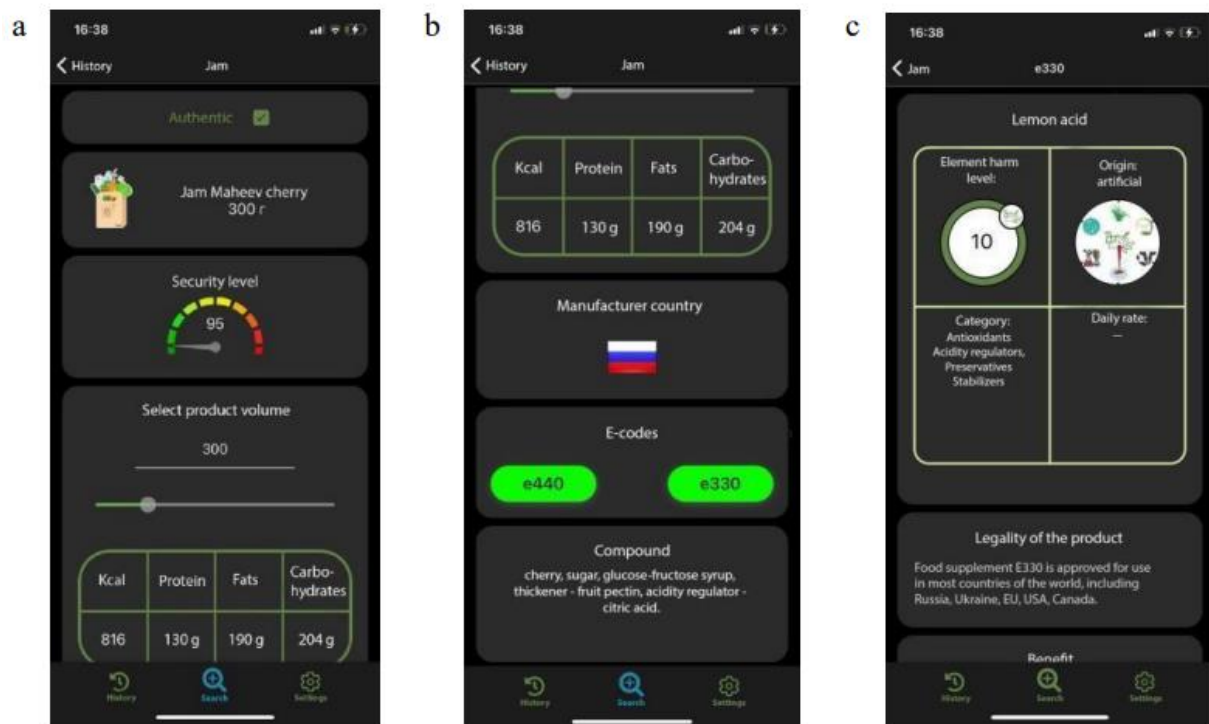 a
16:38
History
Jam
Authentic
Jam Maheev cherry
300 г
Security level
95
Select product volume
300
Kcal
Protein
Fats
Carbo-
hydrates
816
130 g
190 g
204 g
History
Search
Settings
b
16:38
History
Jam
Kcal
Protein
Fats
Carbo-
hydrates
816
130 g
190 g
204 g
Manufacturer country
E-codes
e440
e330
Compound
cherry, sugar, glucose-fructose syrup,
thickener - fruit pectin, acidity regulator -
citric acid.
History
Search
Settings
c
16:38
Jam
e330
Lemon acid
Element harm
level:
10
Origin:
artificial
Category:
Antioxidants
Acidity regulators,
Preservatives
Stabilizers
Daily rate:
—
Legality of the product
Food supplement E330 is approved for use
in most countries of the world, including
Russia, Ukraine, EU, USA, Canada.
Benefit
History
Search
Settings